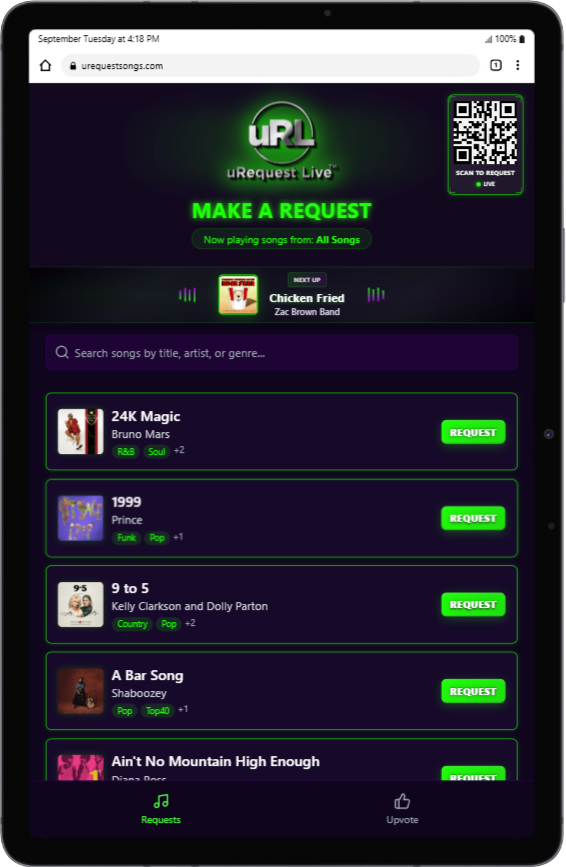 September Tuesday at 4:18 PM
100%
urequestsongs.com
1
uRL
uRequest Live™
SCAN TO REQUEST
LIVE
MAKE A REQUEST
Now playing songs from: All Songs
NEXT UP
Chicken Fried
Zac Brown Band
Search songs by title, artist, or genre...
24K Magic
Bruno Mars
R&B Soul +2
REQUEST
1999
Prince
Funk Pop +1
REQUEST
9 to 5
Kelly Clarkson and Dolly Parton
Country Pop +2
REQUEST
A Bar Song
Shaboozey
Pop Top40 +1
REQUEST
Ain't No Mountain High Enough
Diana Ross
REQUEST
Requests
Upvote